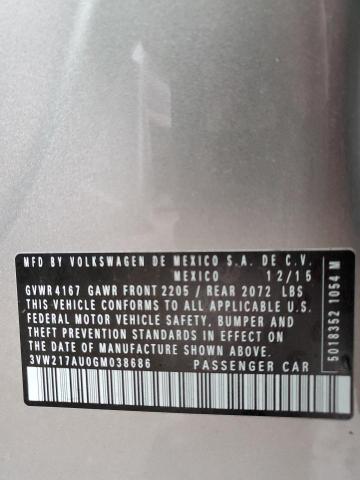 MFD BY VOLKSWAGEN DE MEXICO S.A. DE C.V.
MEXICO 12/15
GVWR 4167 GAWR FRONT 2205 / REAR 2072 LBS
THIS VEHICLE CONFORMS TO ALL APPLICABLE U.S.
FEDERAL MOTOR VEHICLE SAFETY, BUMPER AND
THEFT PREVENTION STANDARDS IN EFFECT ON THE
DATE OF MANUFACTURE SHOWN ABOVE.
3VW217AU0GM038686 PASSENGER CAR
5018352 1054 M